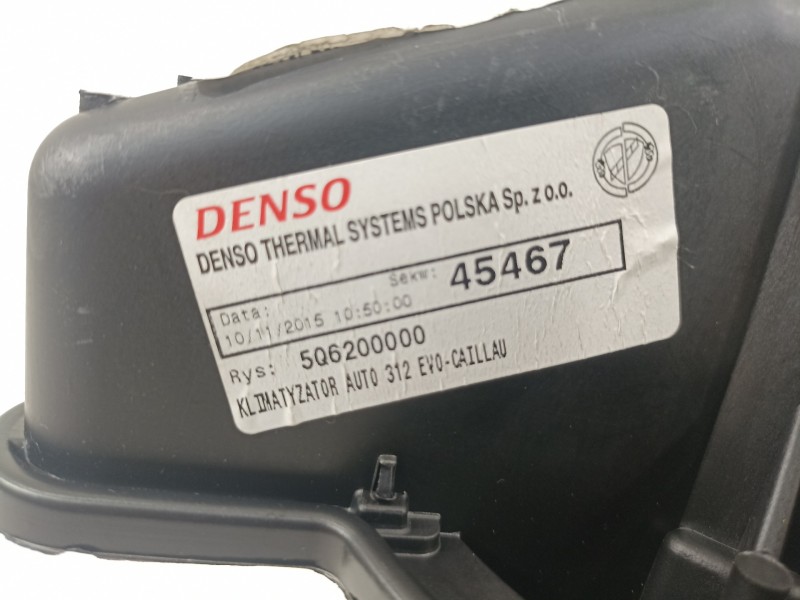 DENSO
DENSO THERMAL SYSTEMS POLSKA Sp. z o.o.
Data: Sekw: 45467
10/11/2015 10:50:00
Rys: 5Q6200000
KLIMATYZATOR AUTO 312 EVO-CAILLAU